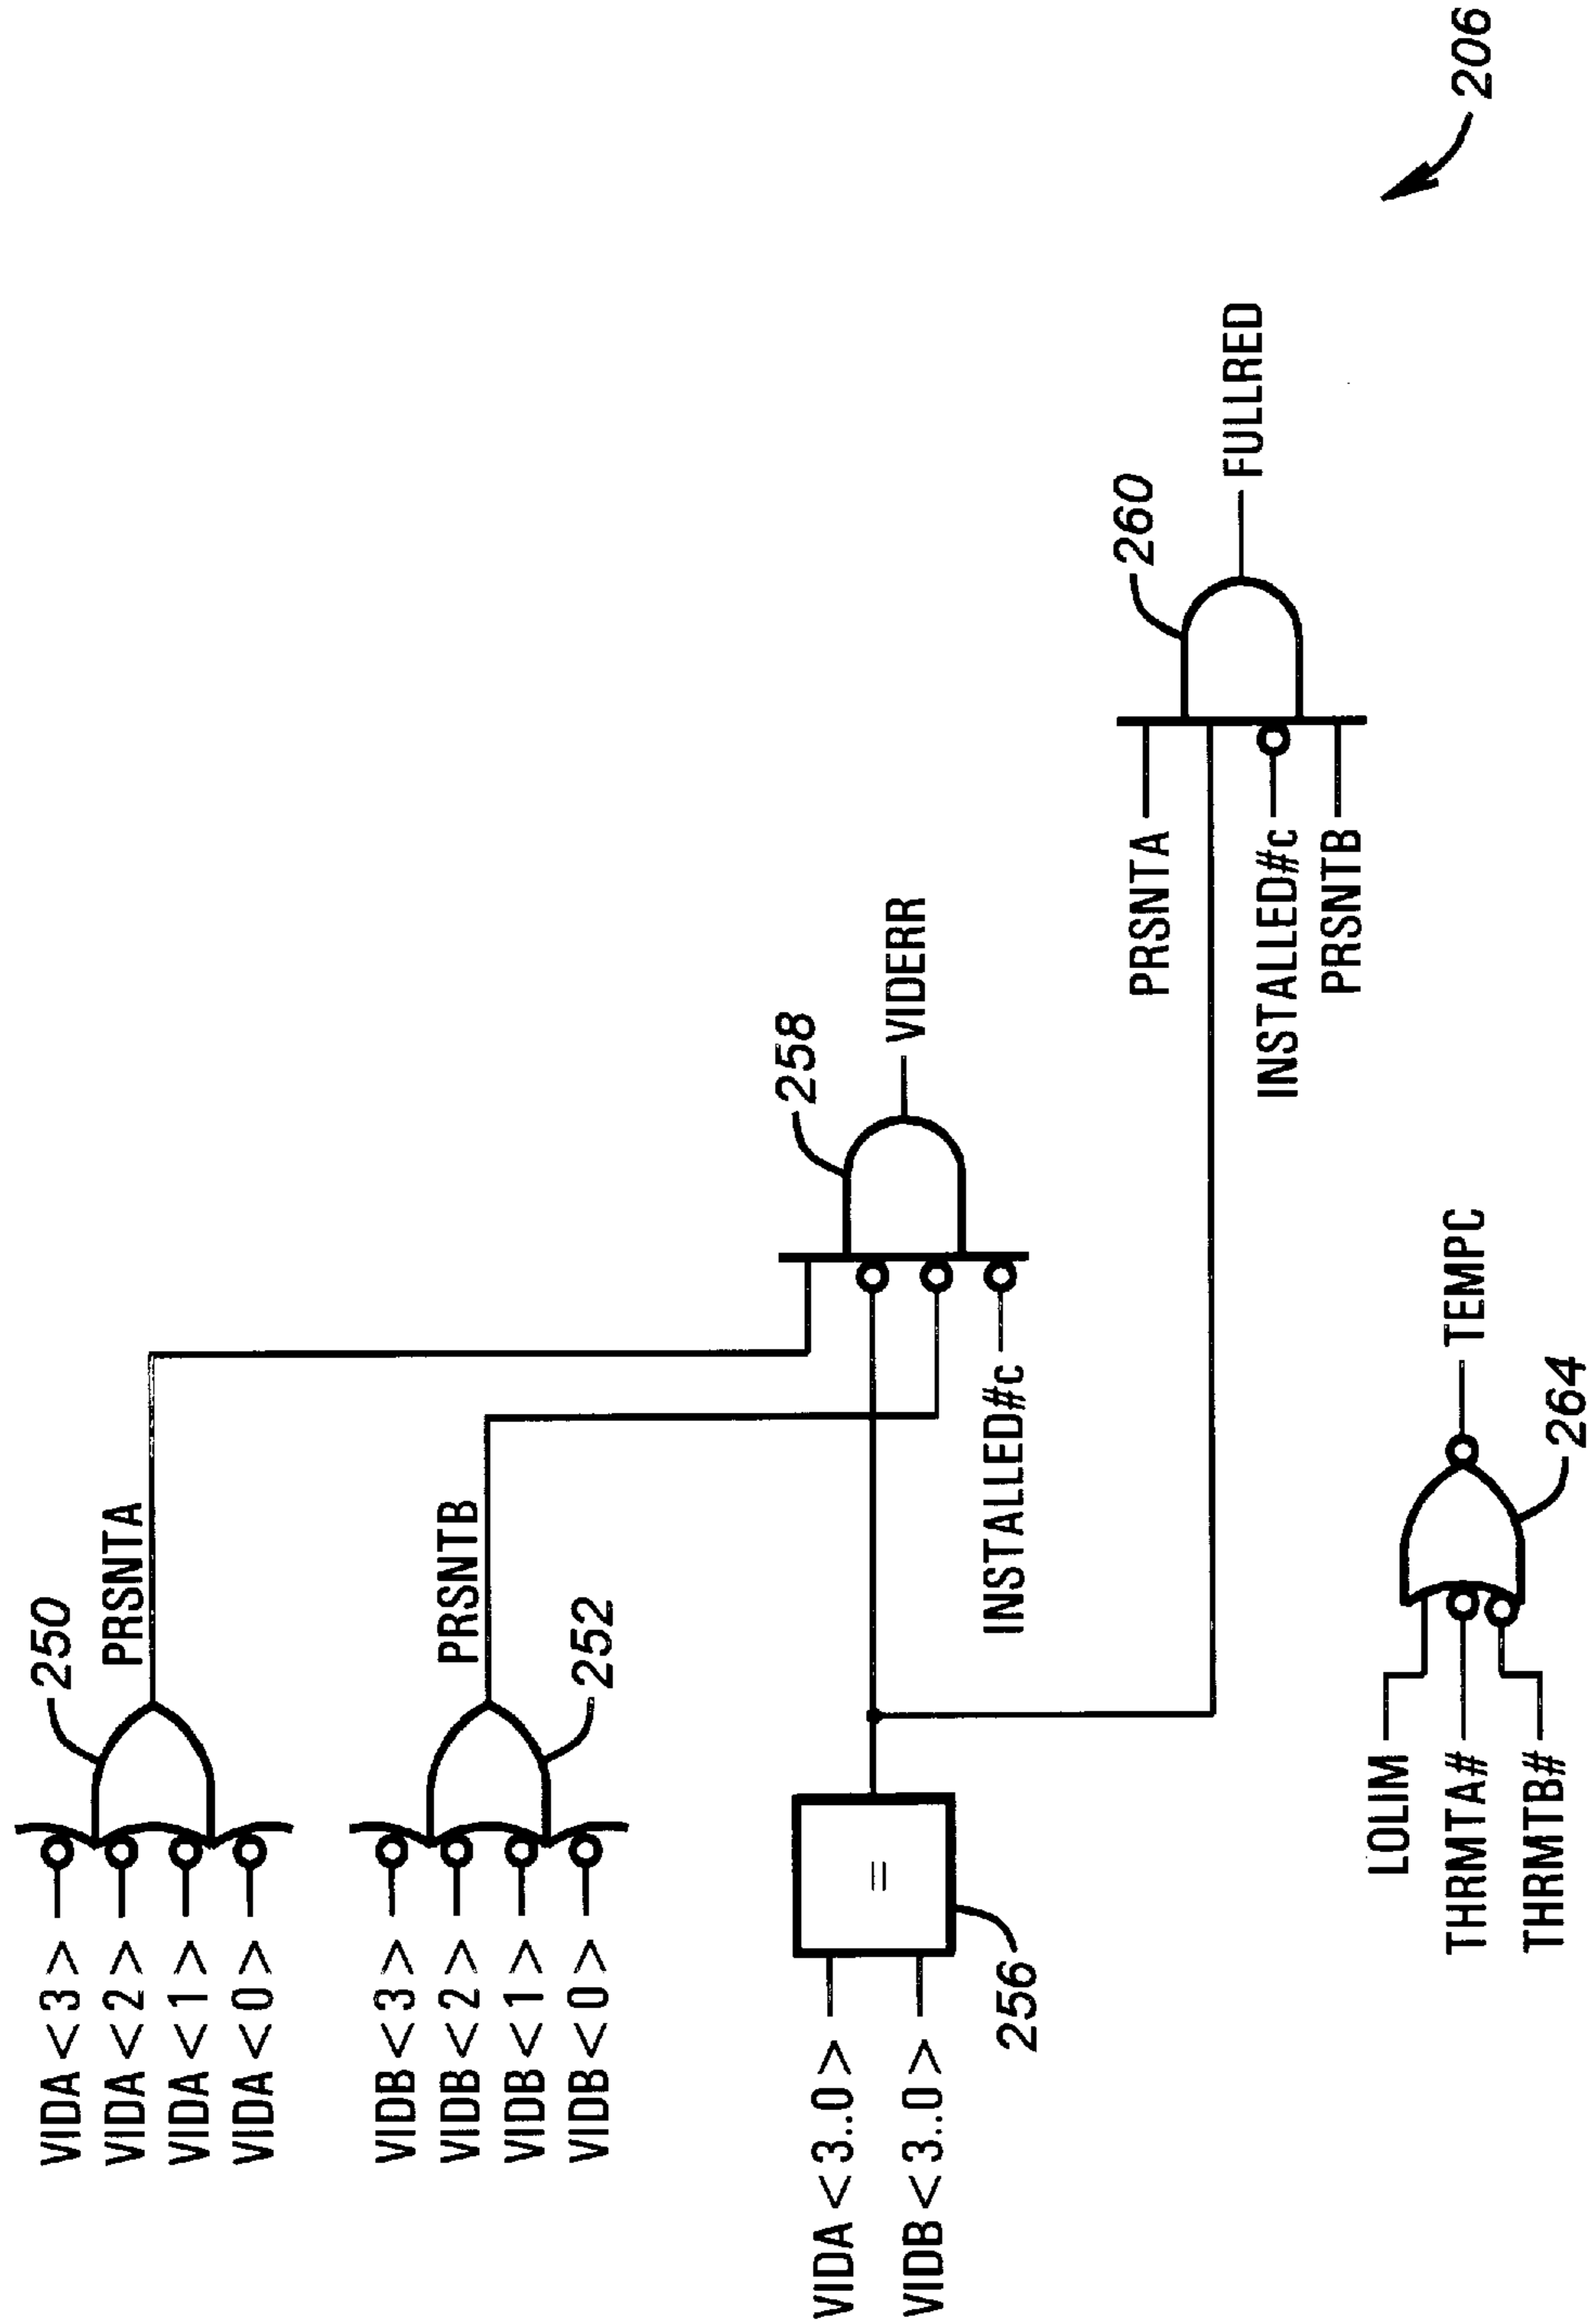 VIDA <3>
VIDA <2>
VIDA <1>
VIDA <0>
250
PRSNTA
VIDB <3>
VIDB <2>
VIDB <1>
VIDB <0>
252
PRSNTB
VIDA <3..0>
VIDB <3..0>
=
256
INSTALLED#c
258
VIDERR
PRSNTA
INSTALLED#c
PRSNTB
260
FULLRED
LOLIM
THRMTA#
THRMTB#
264
TEMPC
206